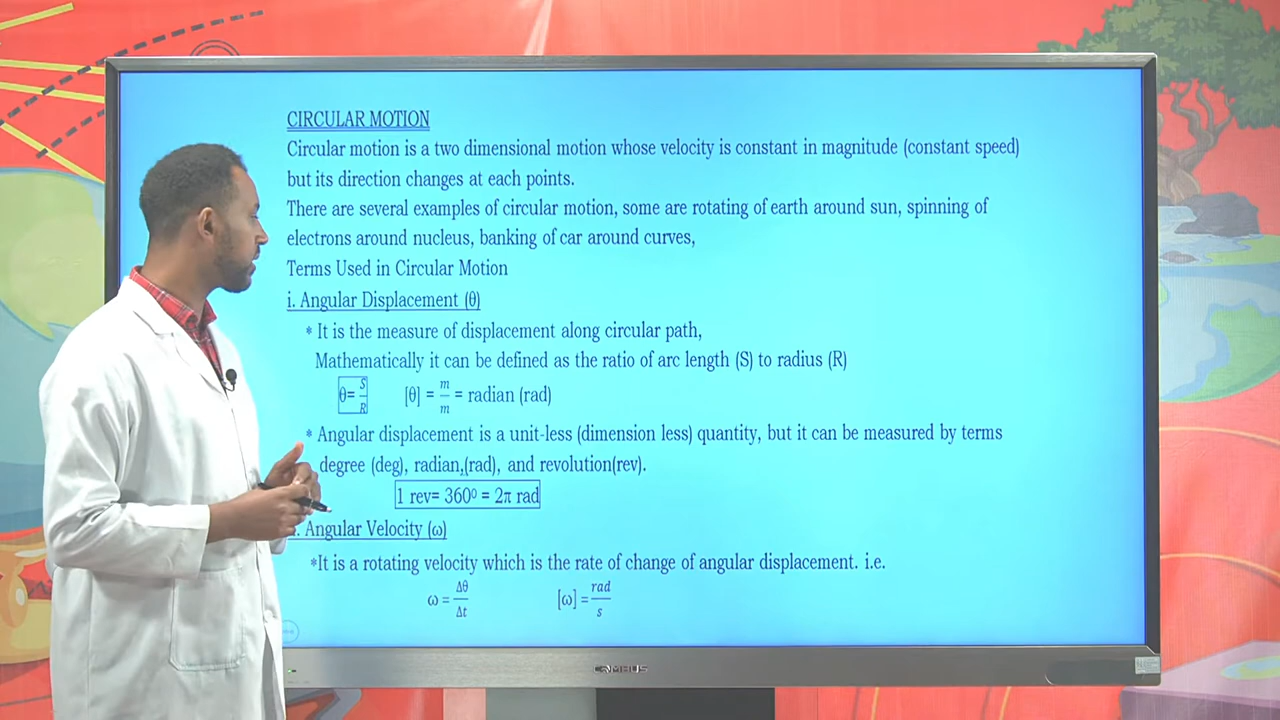 CIRCULAR MOTION
Circular motion is a two dimensional motion whose velocity is constant in magnitude (constant speed)
but its direction changes at each points.
There are several examples of circular motion, some are rotating of earth around sun, spinning of
electrons around nucleus, banking of car around curves,
Terms Used in Circular Motion
i. Angular Displacement (θ)
* It is the measure of displacement along circular path,
Mathematically it can be defined as the ratio of arc length (S) to radius (R)
θ= S/R [θ] = m/m = radian (rad)
* Angular displacement is a unit-less (dimension less) quantity, but it can be measured by terms
degree (deg), radian,(rad), and revolution(rev).
1 rev= 360⁰ = 2π rad
. Angular Velocity (ω)
*It is a rotating velocity which is the rate of change of angular displacement. i.e.
ω = Δθ/Δt [ω] = rad/s